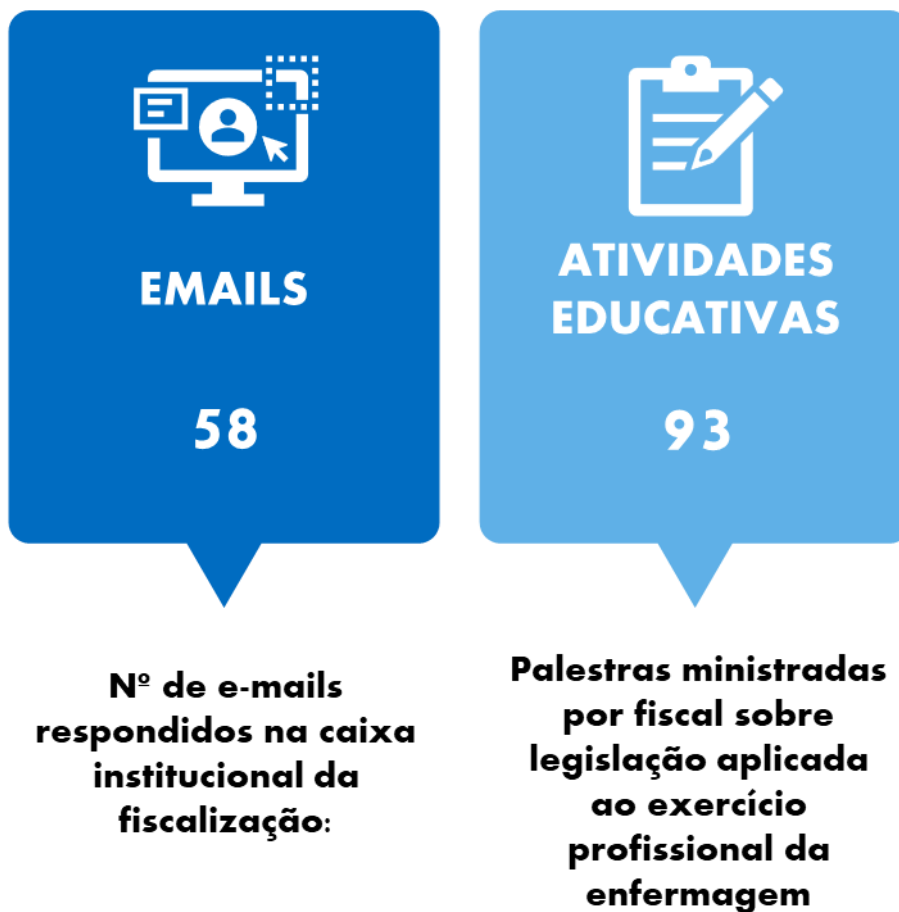 EMAILS
58
Nº de e-mails
respondidos na caixa
institucional da
fiscalização:
ATIVIDADES
EDUCATIVAS
93
Palestras ministradas
por fiscal sobre
legislação aplicada
ao exercício
profissional da
enfermagem